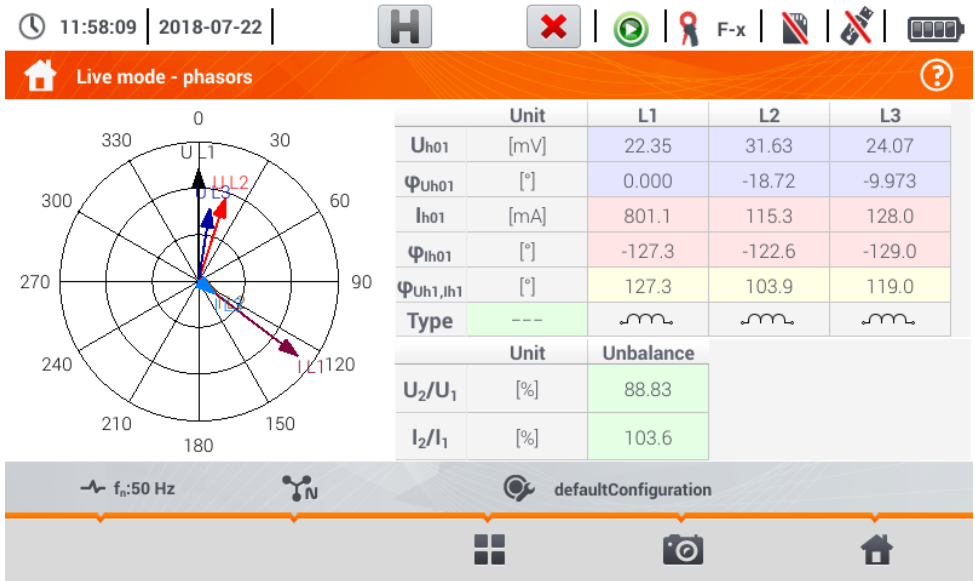 11:58:09 2018-07-22 H F-x
Live mode - phasors ?
0
330 30
U L1
U L2
U L3
300 60
270 90
I L2
I L1
240 120
210 150
180
Unit L1 L2 L3
Uh01 [mV] 22.35 31.63 24.07
φUh01 [°] 0.000 -18.72 -9.973
Ih01 [mA] 801.1 115.3 128.0
φIh01 [°] -127.3 -122.6 -129.0
φUh1,Ih1 [°] 127.3 103.9 119.0
Type ---
Unit Unbalance
U2/U1 [%] 88.83
I2/I1 [%] 103.6
fn:50 Hz N defaultConfiguration